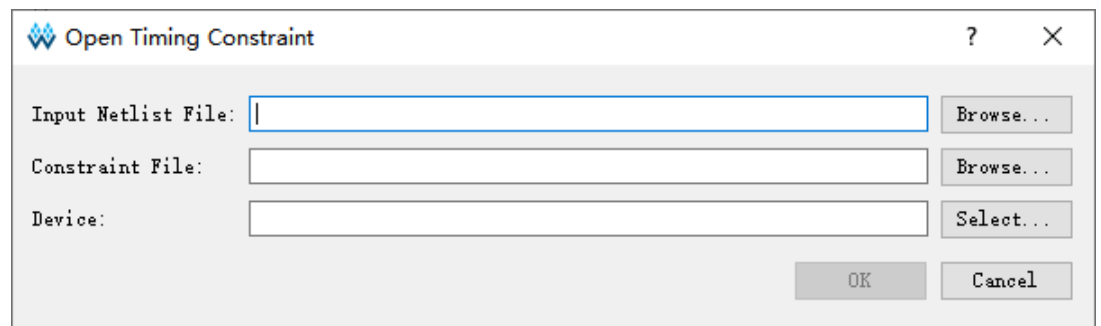 Open Timing Constraint ?
Input Netlist File: Browse...
Constraint File: Browse...
Device: Select...
OK Cancel